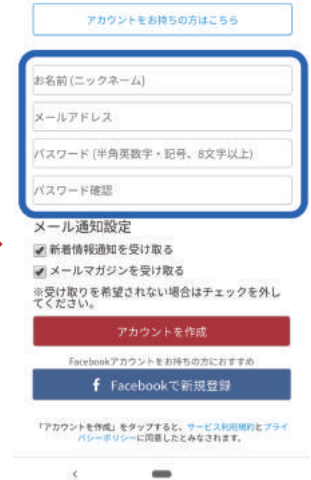 アカウントをお持ちの方はこちら
お名前 (ニックネーム)
メールアドレス
パスワード (半角英数字・記号、8文字以上)
パスワード確認
メール通知設定
新着情報通知を受け取る
メールマガジンを受け取る
※受け取りを希望されない場合はチェックを外し
てください。
アカウントを作成
Facebookアカウントをお持ちの方におすすめ
f Facebookで新規登録
「アカウントを作成」をタップすると、サービス利用規約とプライ
バシーポリシーに同意したとみなされます。